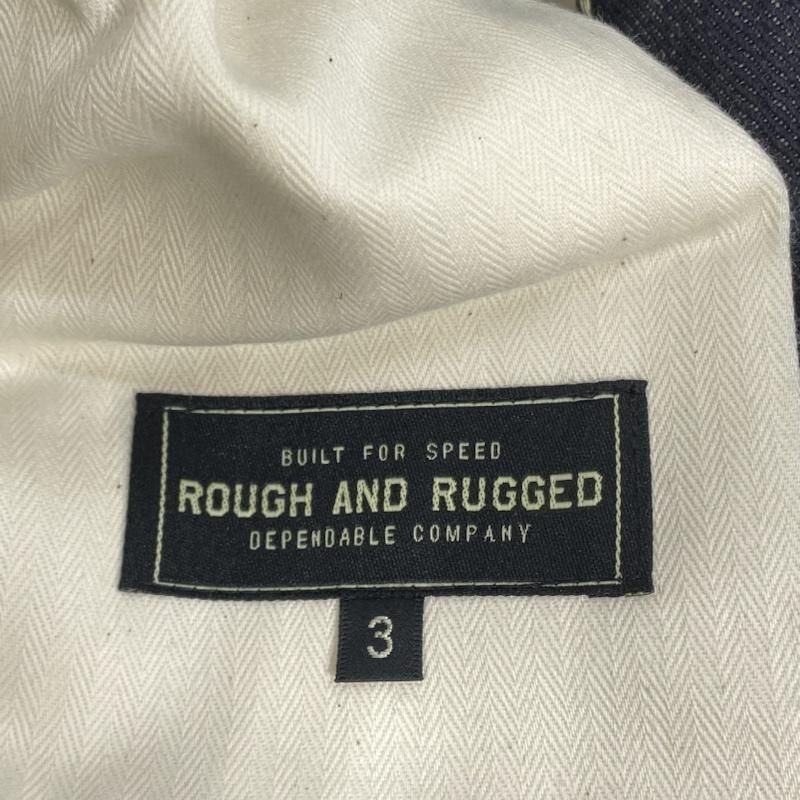 BUILT FOR SPEED
ROUGH AND RUGGED
DEPENDABLE COMPANY
3